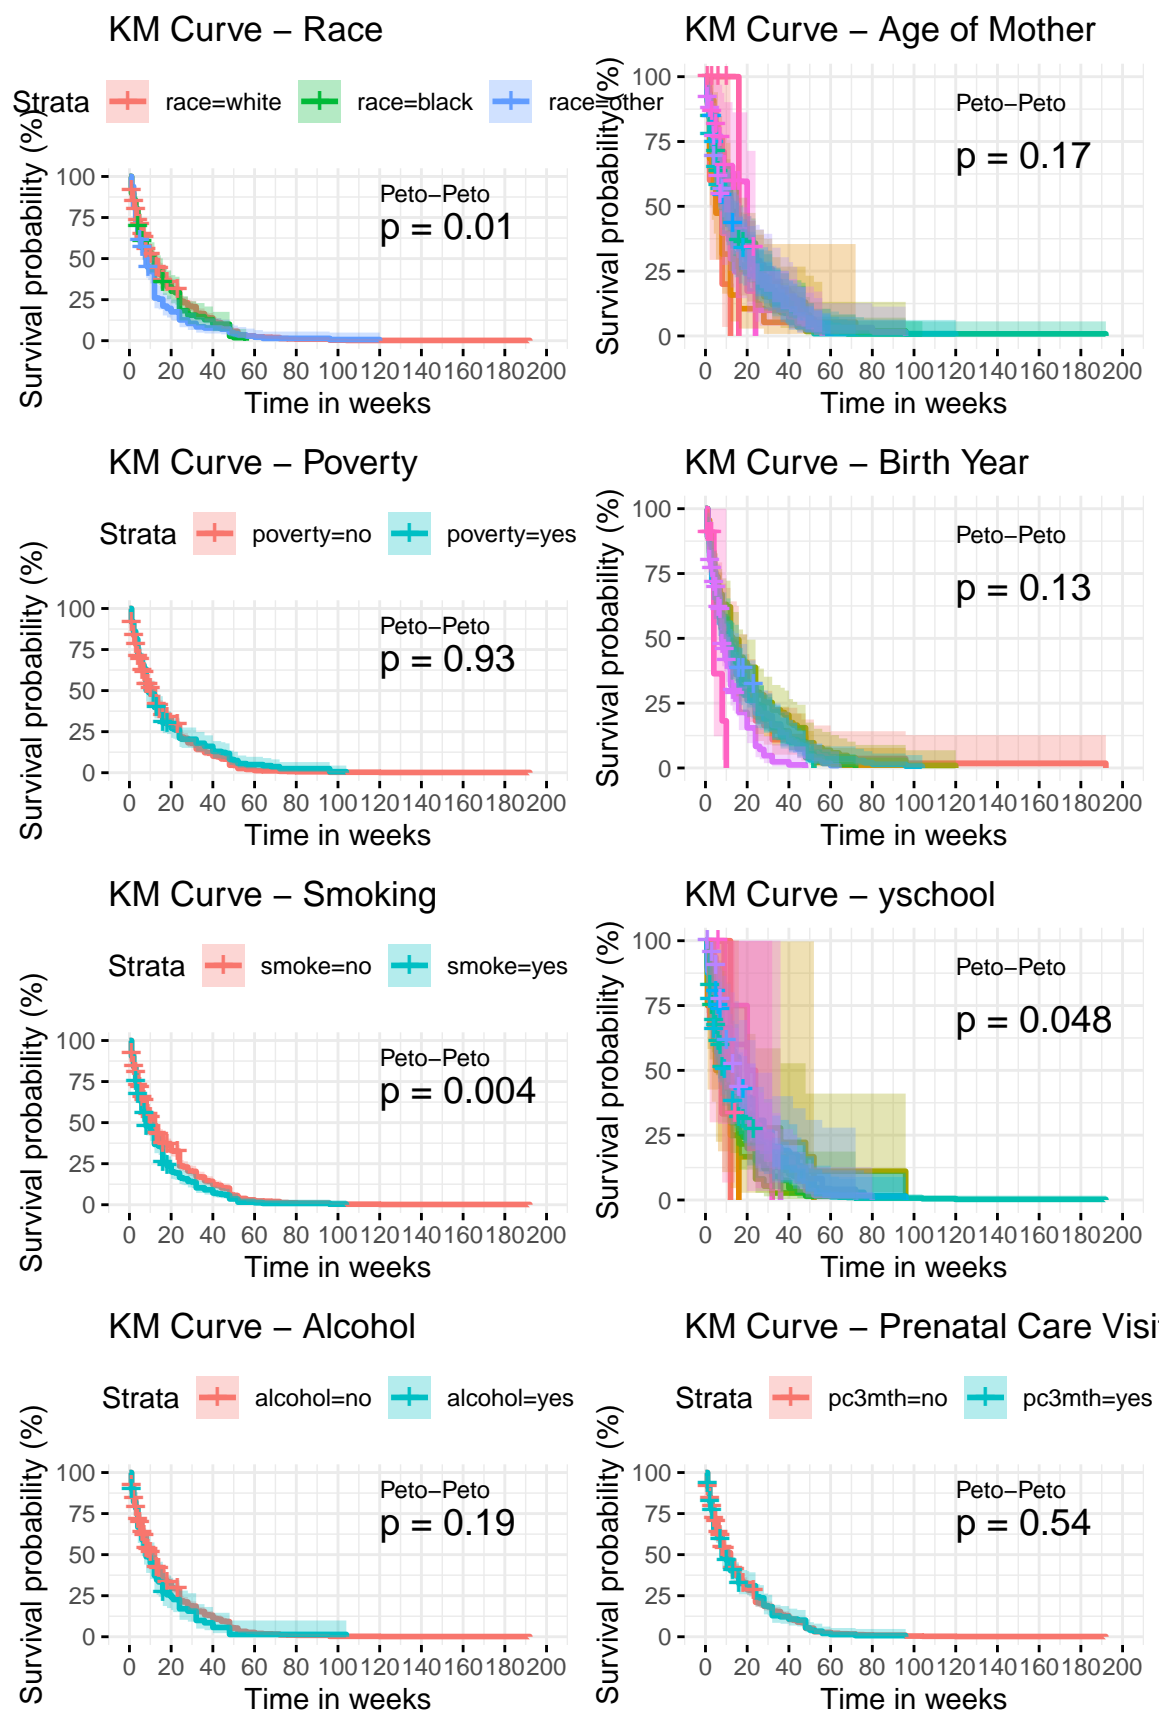 KM Curve – Race
Strata race=white race=black race=other
Survival probability (%)
100
75
50
25
0
Peto−Peto
p = 0.01
0 20 40 60 80 100 120 140 160 180 200
Time in weeks
KM Curve – Age of Mother
Survival probability (%)
100
75
50
25
0
Peto−Peto
p = 0.17
0 20 40 60 80 100 120 140 160 180 200
Time in weeks
KM Curve – Poverty
Strata poverty=no poverty=yes
Survival probability (%)
100
75
50
25
0
Peto−Peto
p = 0.93
0 20 40 60 80 100 120 140 160 180 200
Time in weeks
KM Curve – Birth Year
Survival probability (%)
100
75
50
25
0
Peto−Peto
p = 0.13
0 20 40 60 80 100 120 140 160 180 200
Time in weeks
KM Curve – Smoking
Strata smoke=no smoke=yes
Survival probability (%)
100
75
50
25
0
Peto−Peto
p = 0.004
0 20 40 60 80 100 120 140 160 180 200
Time in weeks
KM Curve – yschool
Survival probability (%)
100
75
50
25
0
Peto−Peto
p = 0.048
0 20 40 60 80 100 120 140 160 180 200
Time in weeks
KM Curve – Alcohol
Strata alcohol=no alcohol=yes
Survival probability (%)
100
75
50
25
0
Peto−Peto
p = 0.19
0 20 40 60 80 100 120 140 160 180 200
Time in weeks
KM Curve – Prenatal Care Visi
Strata pc3mth=no pc3mth=yes
Survival probability (%)
100
75
50
25
0
Peto−Peto
p = 0.54
0 20 40 60 80 100 120 140 160 180 200
Time in weeks